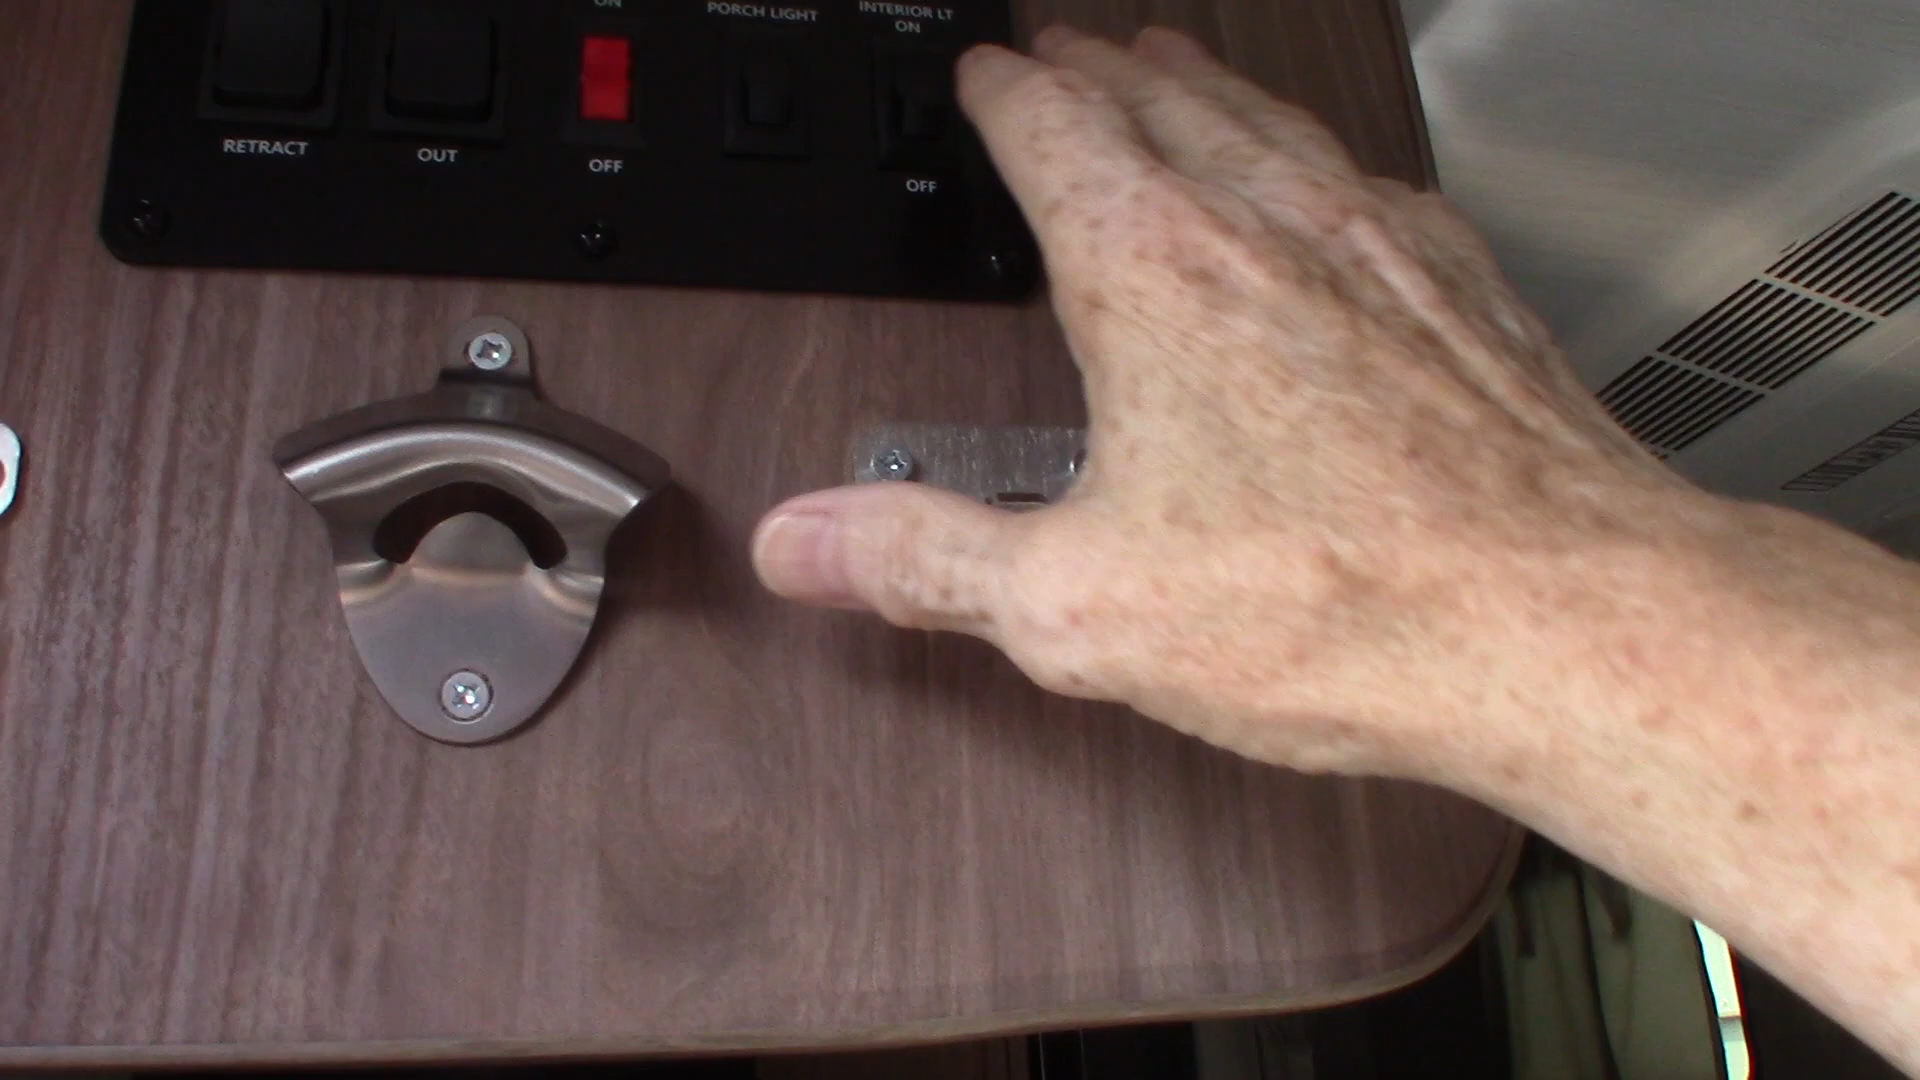 ON
PORCH LIGHT
INTERIOR LT
ON
RETRACT
OUT
OFF
OFF